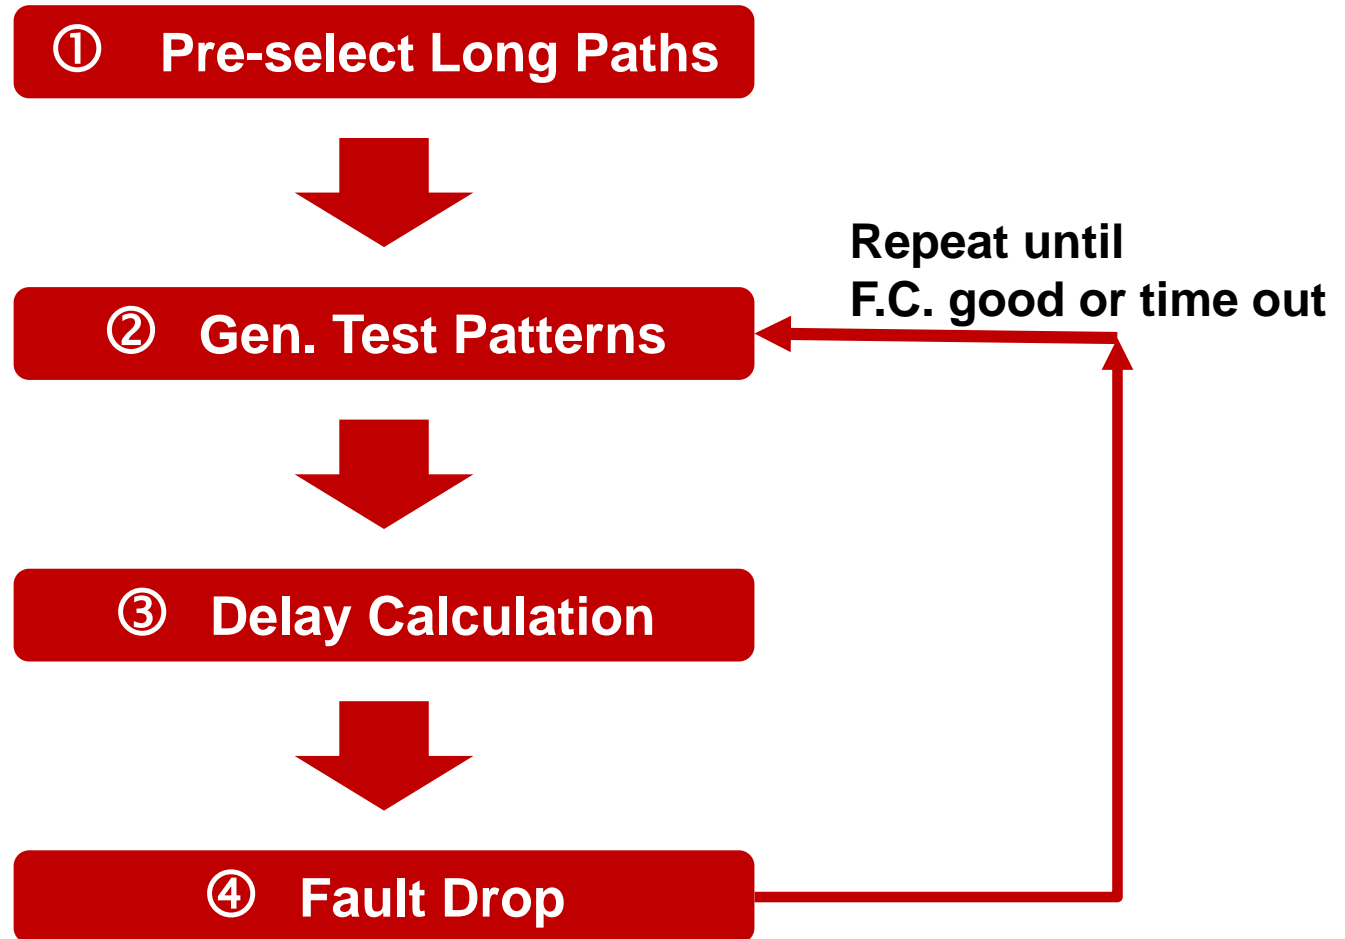 ① Pre-select Long Paths
Repeat until
F.C. good or time out
② Gen. Test Patterns
③ Delay Calculation
④ Fault Drop